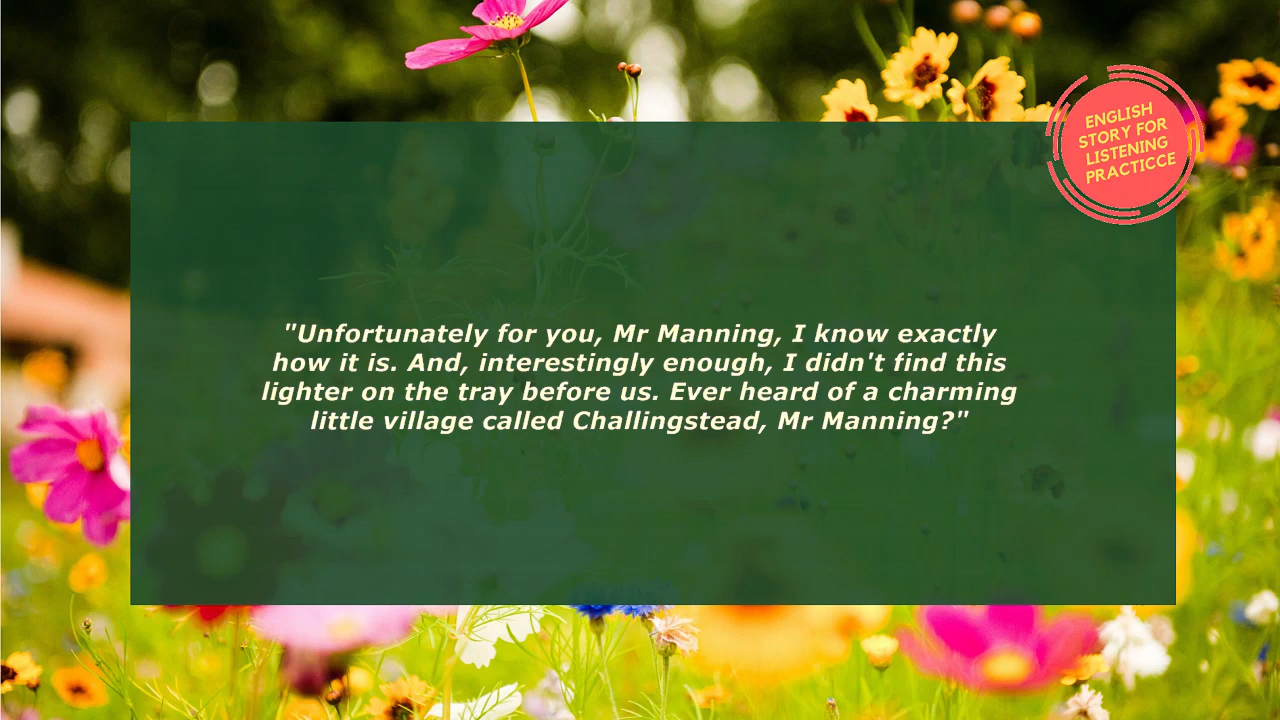 ENGLISH
STORY FOR
LISTENING
PRACTICCE
"Unfortunately for you, Mr Manning, I know exactly
how it is. And, interestingly enough, I didn't find this
lighter on the tray before us. Ever heard of a charming
little village called Challingstead, Mr Manning?"